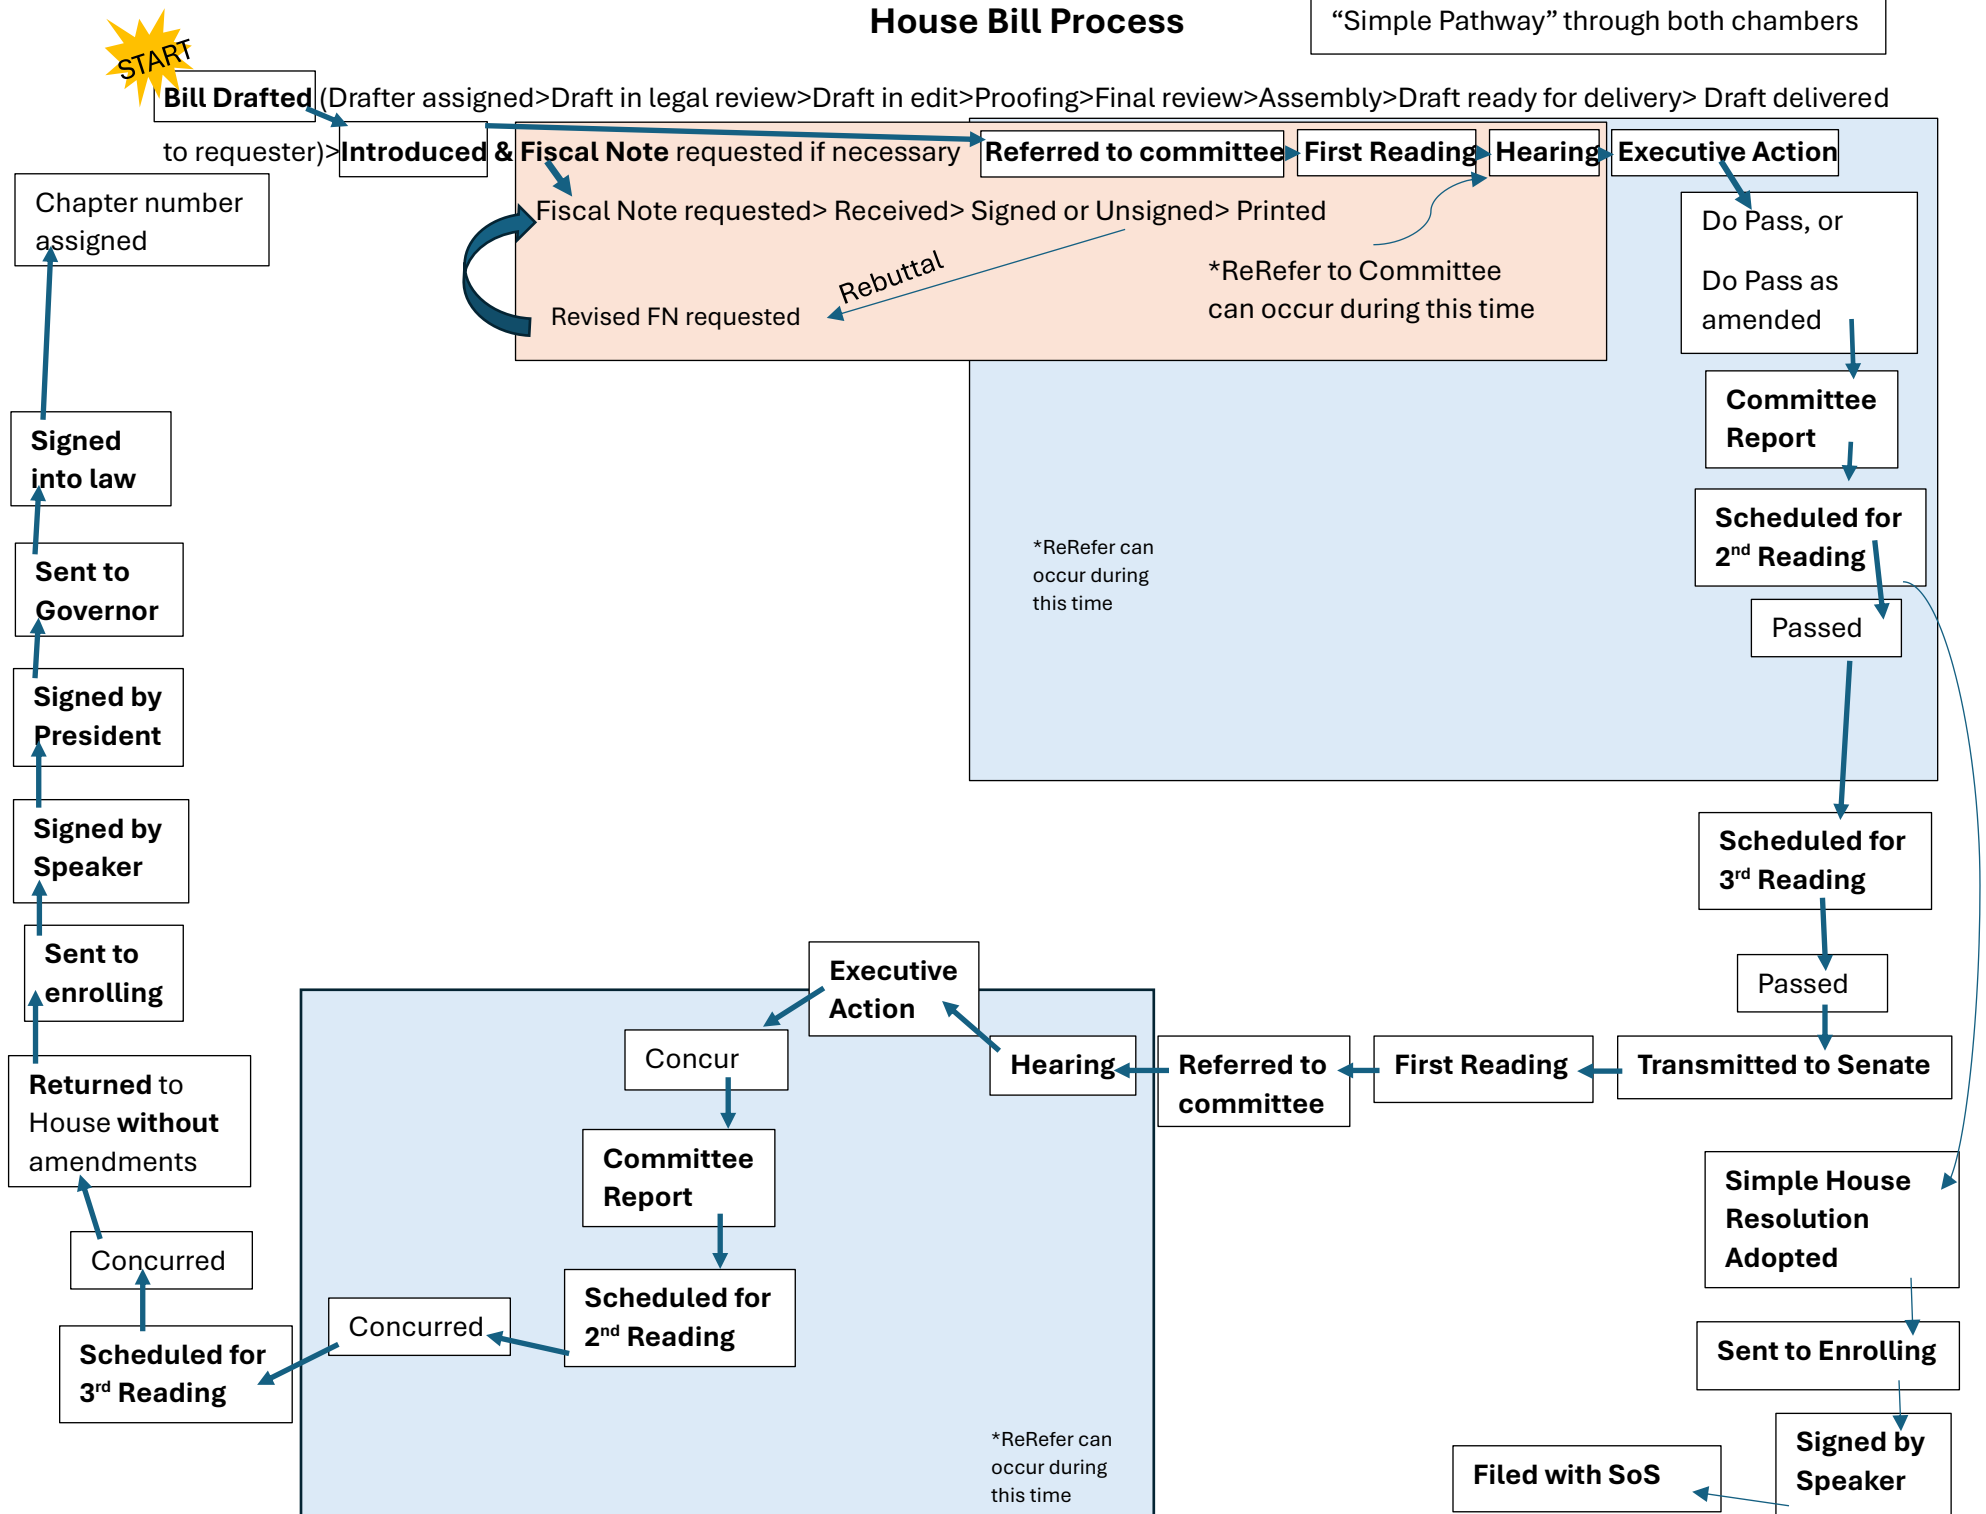 House Bill Process
“Simple Pathway” through both chambers
START
Bill Drafted (Drafter assigned>Draft in legal review>Draft in edit>Proofing>Final review>Assembly>Draft ready for delivery> Draft delivered
to requester)>Introduced & Fiscal Note requested if necessary
Referred to committee
First Reading
Hearing
Executive Action
Fiscal Note requested> Received> Signed or Unsigned> Printed
Rebuttal
Revised FN requested
*ReRefer to Committee
can occur during this time
Do Pass, or
Do Pass as
amended
Committee
Report
Scheduled for
2nd Reading
Passed
*ReRefer can
occur during
this time
Scheduled for
3rd Reading
Passed
Transmitted to Senate
First Reading
Referred to
committee
Hearing
Executive
Action
Concur
Committee
Report
Scheduled for
2nd Reading
Concurred
*ReRefer can
occur during
this time
Scheduled for
3rd Reading
Concurred
Returned to
House without
amendments
Sent to
enrolling
Signed by
Speaker
Signed by
President
Sent to
Governor
Signed
into law
Chapter number
assigned
Simple House
Resolution
Adopted
Sent to Enrolling
Signed by
Speaker
Filed with SoS